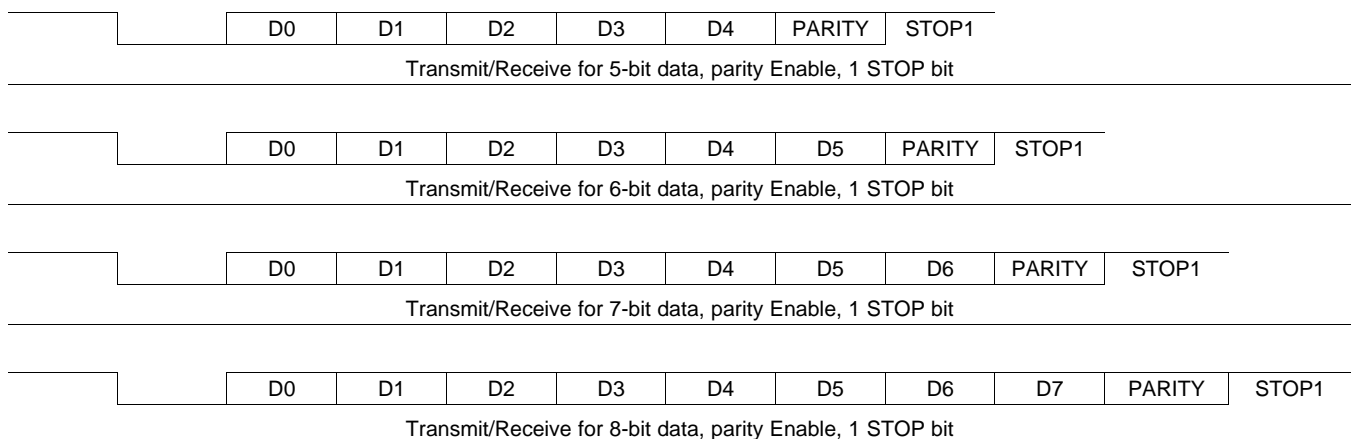 D0 D1 D2 D3 D4 PARITY STOP1
Transmit/Receive for 5-bit data, parity Enable, 1 STOP bit
D0 D1 D2 D3 D4 D5 PARITY STOP1
Transmit/Receive for 6-bit data, parity Enable, 1 STOP bit
D0 D1 D2 D3 D4 D5 D6 PARITY STOP1
Transmit/Receive for 7-bit data, parity Enable, 1 STOP bit
D0 D1 D2 D3 D4 D5 D6 D7 PARITY STOP1
Transmit/Receive for 8-bit data, parity Enable, 1 STOP bit